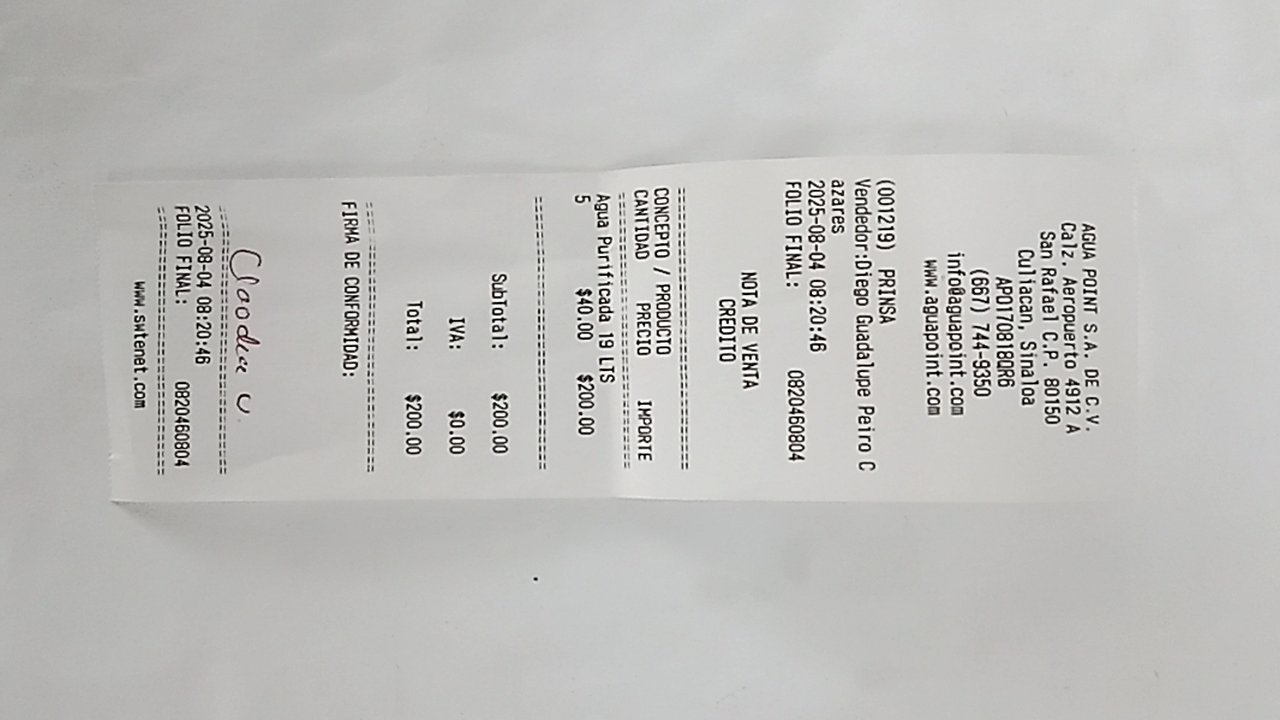 AGUA POINT S.A. DE C.V.
Calz. Aeropuerto 4912 A
San Rafael C.P. 80150
Culiacan, Sinaloa
APO170818QR6
(667) 744-9350
info@aguapoint.com
www.aguapoint.com
(001219) PRINSA
Vendedor:Diego Guadalupe Peiro C
azares
2025-08-04 08:20:46
FOLIO FINAL: 0820460804
NOTA DE VENTA
CREDITO
================================
CONCEPTO / PRODUCTO
CANTIDAD PRECIO IMPORTE
================================
Agua Purificada 19 LTS
5 $40.00 $200.00
================================
SubTotal: $200.00
IVA: $0.00
Total: $200.00
================================
FIRMA DE CONFORMIDAD:
================================
2025-08-04 08:20:46
FOLIO FINAL: 0820460804
================================
www.swtenet.com